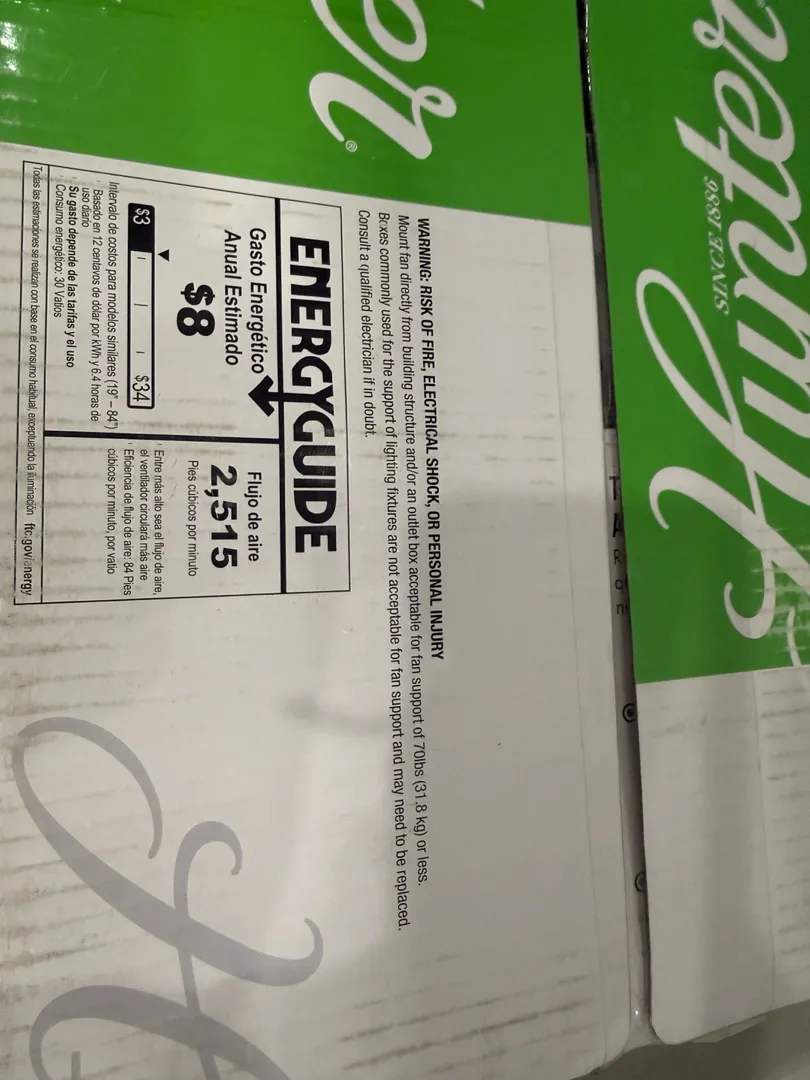 Hunter
SINCE 1886
er®
WARNING: RISK OF FIRE, ELECTRICAL SHOCK, OR PERSONAL INJURY
Mount fan directly from building structure and/or an outlet box acceptable for fan support of 70lbs (31.8 kg) or less.
Boxes commonly used for the support of lighting fixtures are not acceptable for fan support and may need to be replaced.
Consult a qualified electrician if in doubt.
ENERGYGUIDE
Gasto Energético
Anual Estimado
$8
$3
$34
Intervalo de costos para modelos similares (19" – 84")
Basado en 12 centavos de dólar por kWh y 6.4 horas de
uso diario
Su gasto depende de las tarifas y el uso
Consumo energético: 30 Vatios
Flujo de aire
2,515
Pies cúbicos por minuto
Entre más alto sea el flujo de aire,
el ventilador circulará más aire
Eficiencia de flujo de aire: 84 Pies
cúbicos por minuto, por vatio
Todas las estimaciones se realizan con base en el consumo habitual, exceptuando la iluminación
ftc.gov/energy